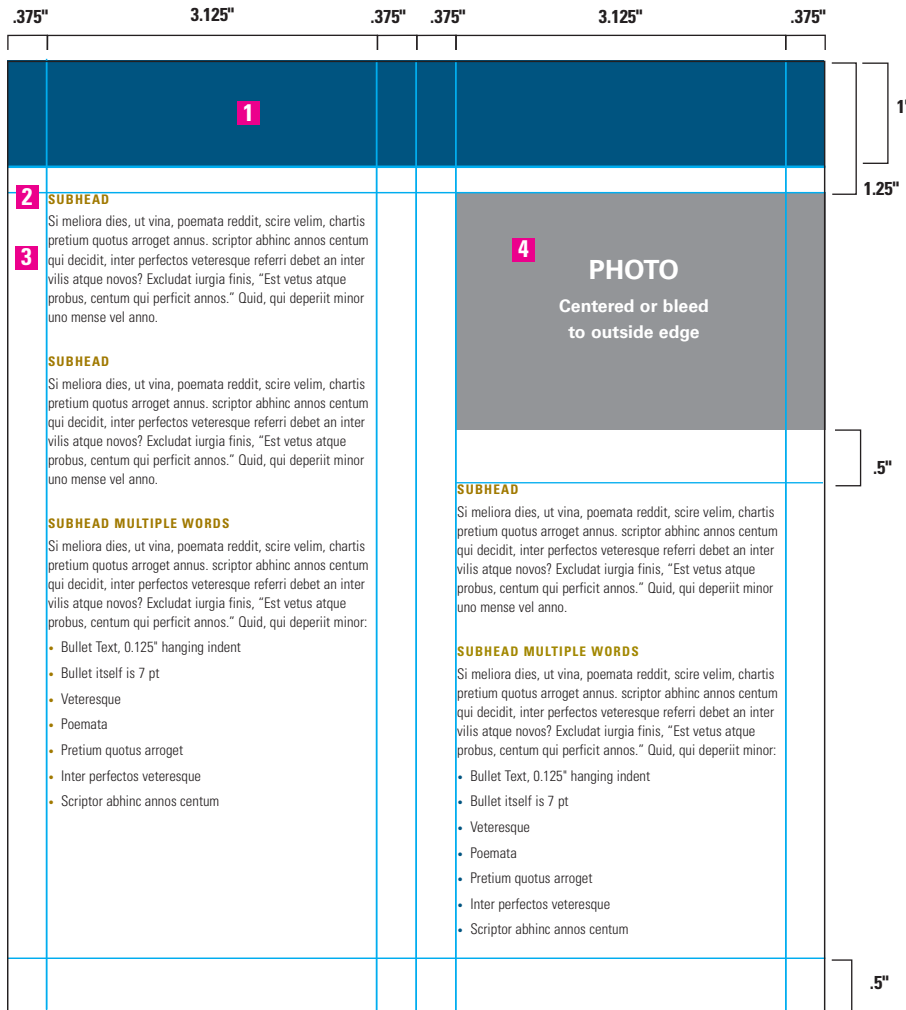 .375" 3.125" .375" .375" 3.125" .375"
1
1"
1.25"
2 SUBHEAD
Si meliora dies, ut vina, poemata reddit, scire velim, chartis
pretium quotus arroget annus. scriptor abhinc annos centum
3 qui decidit, inter perfectos veteresque referri debet an inter
vilis atque novos? Excludat iurgia finis, “Est vetus atque
probus, centum qui perficit annos.” Quid, qui deperiit minor
uno mense vel anno.
SUBHEAD
Si meliora dies, ut vina, poemata reddit, scire velim, chartis
pretium quotus arroget annus. scriptor abhinc annos centum
qui decidit, inter perfectos veteresque referri debet an inter
vilis atque novos? Excludat iurgia finis, “Est vetus atque
probus, centum qui perficit annos.” Quid, qui deperiit minor
uno mense vel anno.
SUBHEAD MULTIPLE WORDS
Si meliora dies, ut vina, poemata reddit, scire velim, chartis
pretium quotus arroget annus. scriptor abhinc annos centum
qui decidit, inter perfectos veteresque referri debet an inter
vilis atque novos? Excludat iurgia finis, “Est vetus atque
probus, centum qui perficit annos.” Quid, qui deperiit minor:
• Bullet Text, 0.125" hanging indent
• Bullet itself is 7 pt
• Veteresque
• Poemata
• Pretium quotus arroget
• Inter perfectos veteresque
• Scriptor abhinc annos centum
4
PHOTO
Centered or bleed
to outside edge
.5"
SUBHEAD
Si meliora dies, ut vina, poemata reddit, scire velim, chartis
pretium quotus arroget annus. scriptor abhinc annos centum
qui decidit, inter perfectos veteresque referri debet an inter
vilis atque novos? Excludat iurgia finis, “Est vetus atque
probus, centum qui perficit annos.” Quid, qui deperiit minor
uno mense vel anno.
SUBHEAD MULTIPLE WORDS
Si meliora dies, ut vina, poemata reddit, scire velim, chartis
pretium quotus arroget annus. scriptor abhinc annos centum
qui decidit, inter perfectos veteresque referri debet an inter
vilis atque novos? Excludat iurgia finis, “Est vetus atque
probus, centum qui perficit annos.” Quid, qui deperiit minor:
• Bullet Text, 0.125" hanging indent
• Bullet itself is 7 pt
• Veteresque
• Poemata
• Pretium quotus arroget
• Inter perfectos veteresque
• Scriptor abhinc annos centum
.5"